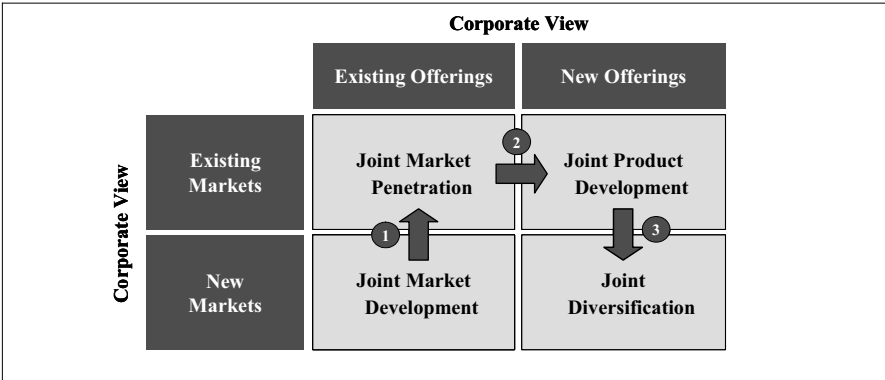 Corporate View
Existing Offerings
New Offerings
Corporate View
Existing
Markets
Joint Market
Penetration
2
Joint Product
Development
1
3
New
Markets
Joint Market
Development
Joint
Diversification